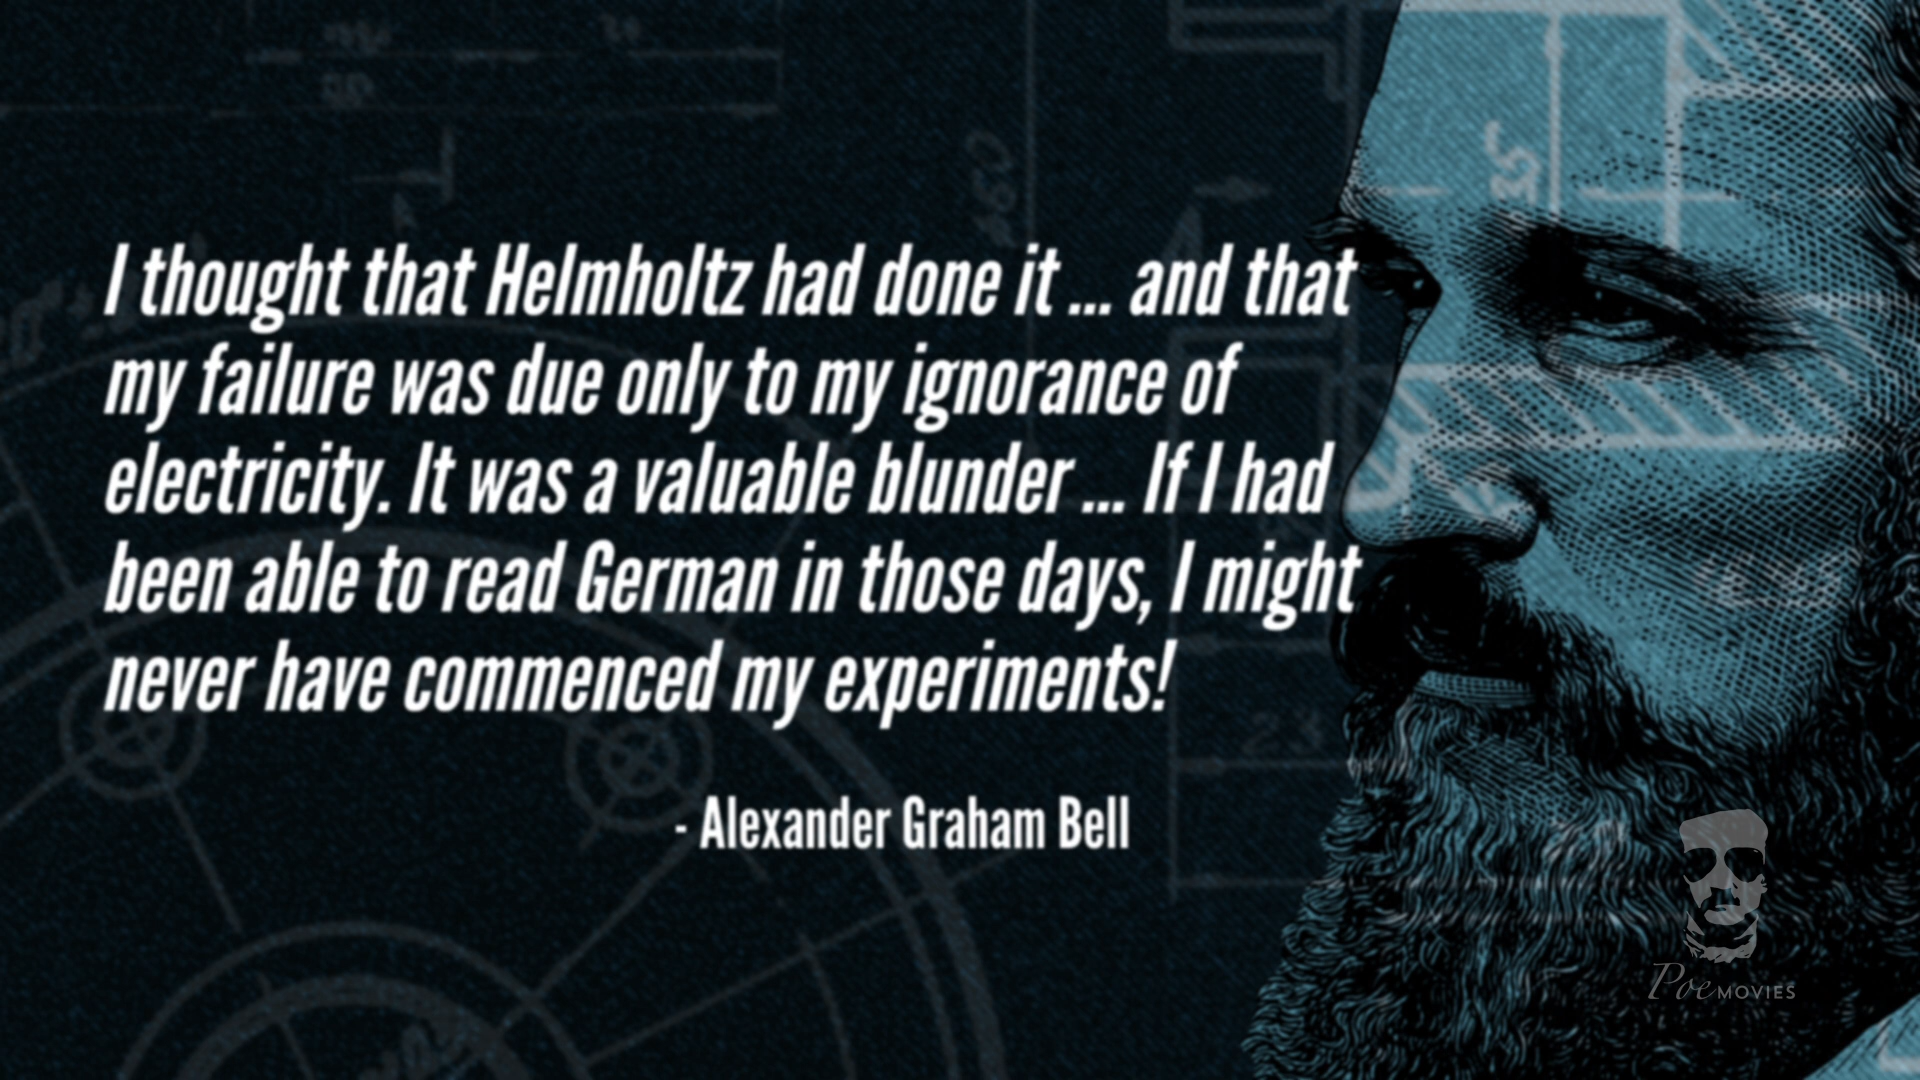 I thought that Helmholtz had done it ... and that
my failure was due only to my ignorance of
electricity. It was a valuable blunder ... If I had
been able to read German in those days, I might
never have commenced my experiments!
- Alexander Graham Bell
23
35
Poe MOVIES